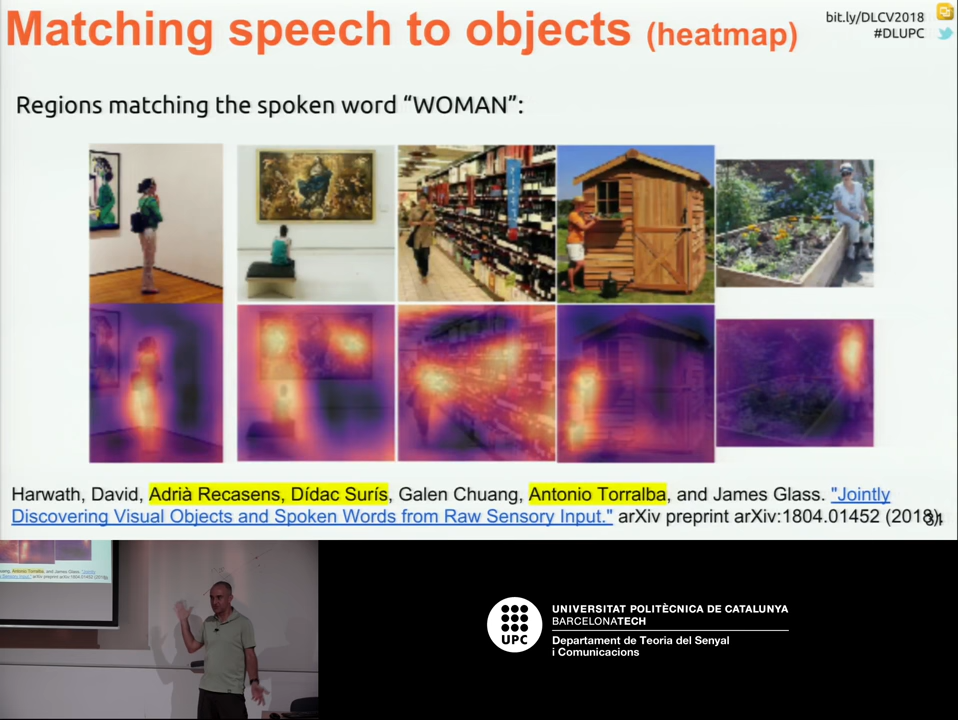 Matching speech to objects (heatmap)
bit.ly/DLCV2018
#DLUPC
Regions matching the spoken word “WOMAN”:
Harwath, David, Adrià Recasens, Dídac Surís, Galen Chuang, Antonio Torralba, and James Glass. "Jointly
Discovering Visual Objects and Spoken Words from Raw Sensory Input." arXiv preprint arXiv:1804.01452 (2018).
34
UPC
UNIVERSITAT POLITÈCNICA DE CATALUNYA
BARCELONATECH
Departament de Teoria del Senyal
i Comunicacions